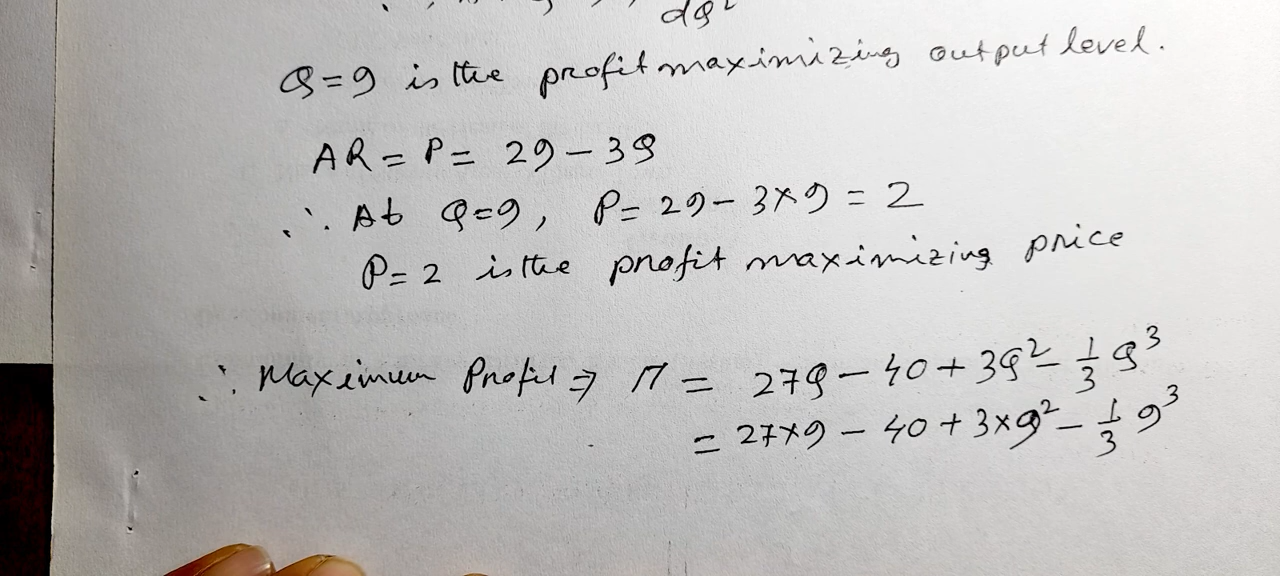 dQ²
Q=9 is the profit maximizing output level.
AR = P = 29 - 3Q
∴ At Q=9, P= 29 - 3×9 = 2
P=2 is the profit maximizing price
∴ Maximum Profit ⇒ Π = 27Q - 40 + 3Q² - 1/3 Q³
= 27×9 - 40 + 3×9² - 1/3 9³